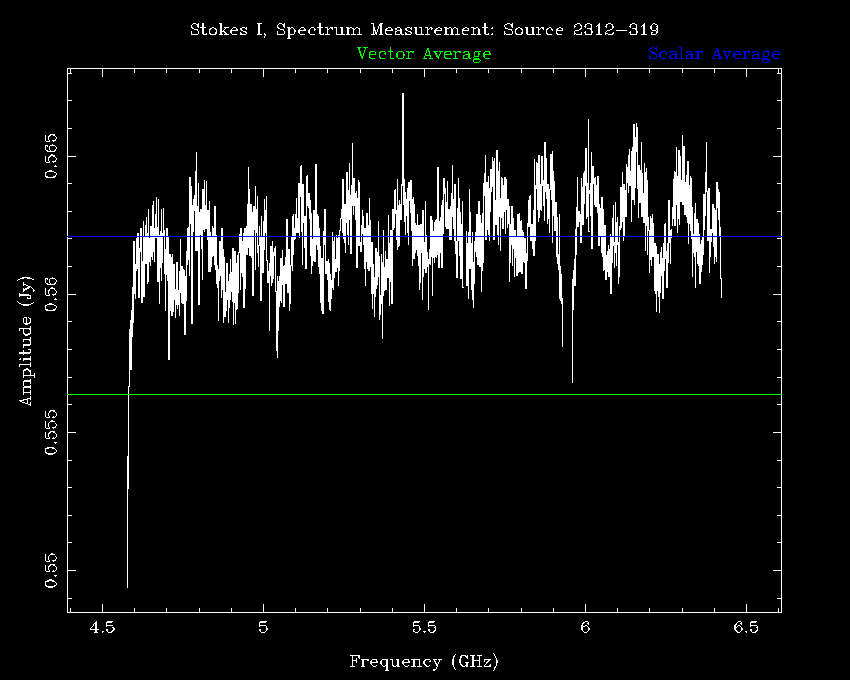 Stokes I, Spectrum Measurement: Source 2312−319
Vector Average
Scalar Average
0.565
0.56
0.555
0.55
Amplitude (Jy)
4.5
5
5.5
6
6.5
Frequency (GHz)